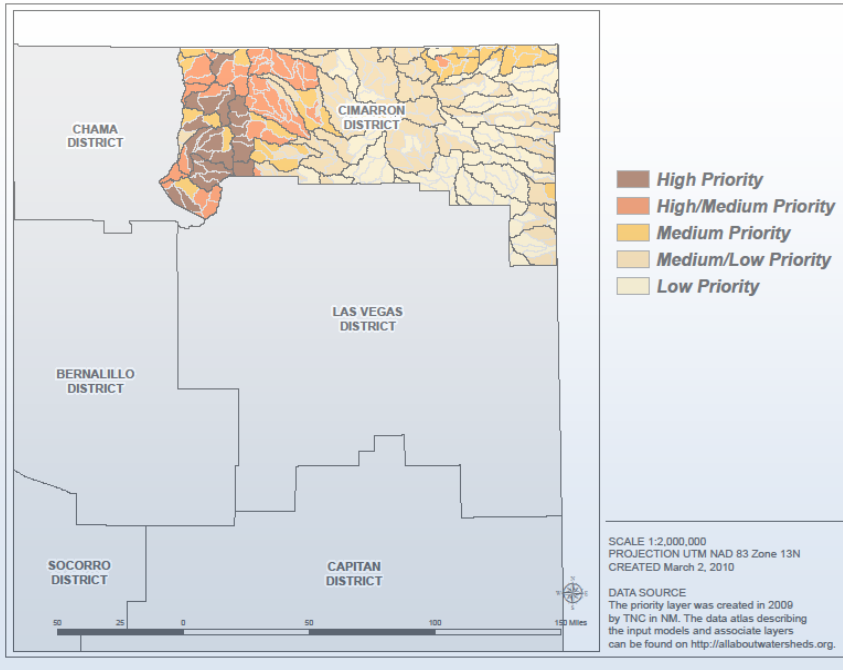 CHAMA
DISTRICT
CIMARRON
DISTRICT
High Priority
High/Medium Priority
Medium Priority
Medium/Low Priority
Low Priority
LAS VEGAS
DISTRICT
BERNALILLO
DISTRICT
SOCORRO
DISTRICT
CAPITAN
DISTRICT
50 25 0 50 100 150 Miles
N
SCALE 1:2,000,000
PROJECTION UTM NAD 83 Zone 13N
CREATED March 2, 2010
DATA SOURCE
The priority layer was created in 2009
by TNC in NM. The data atlas describing
the input models and associate layers
can be found on http://allaboutwatersheds.org.